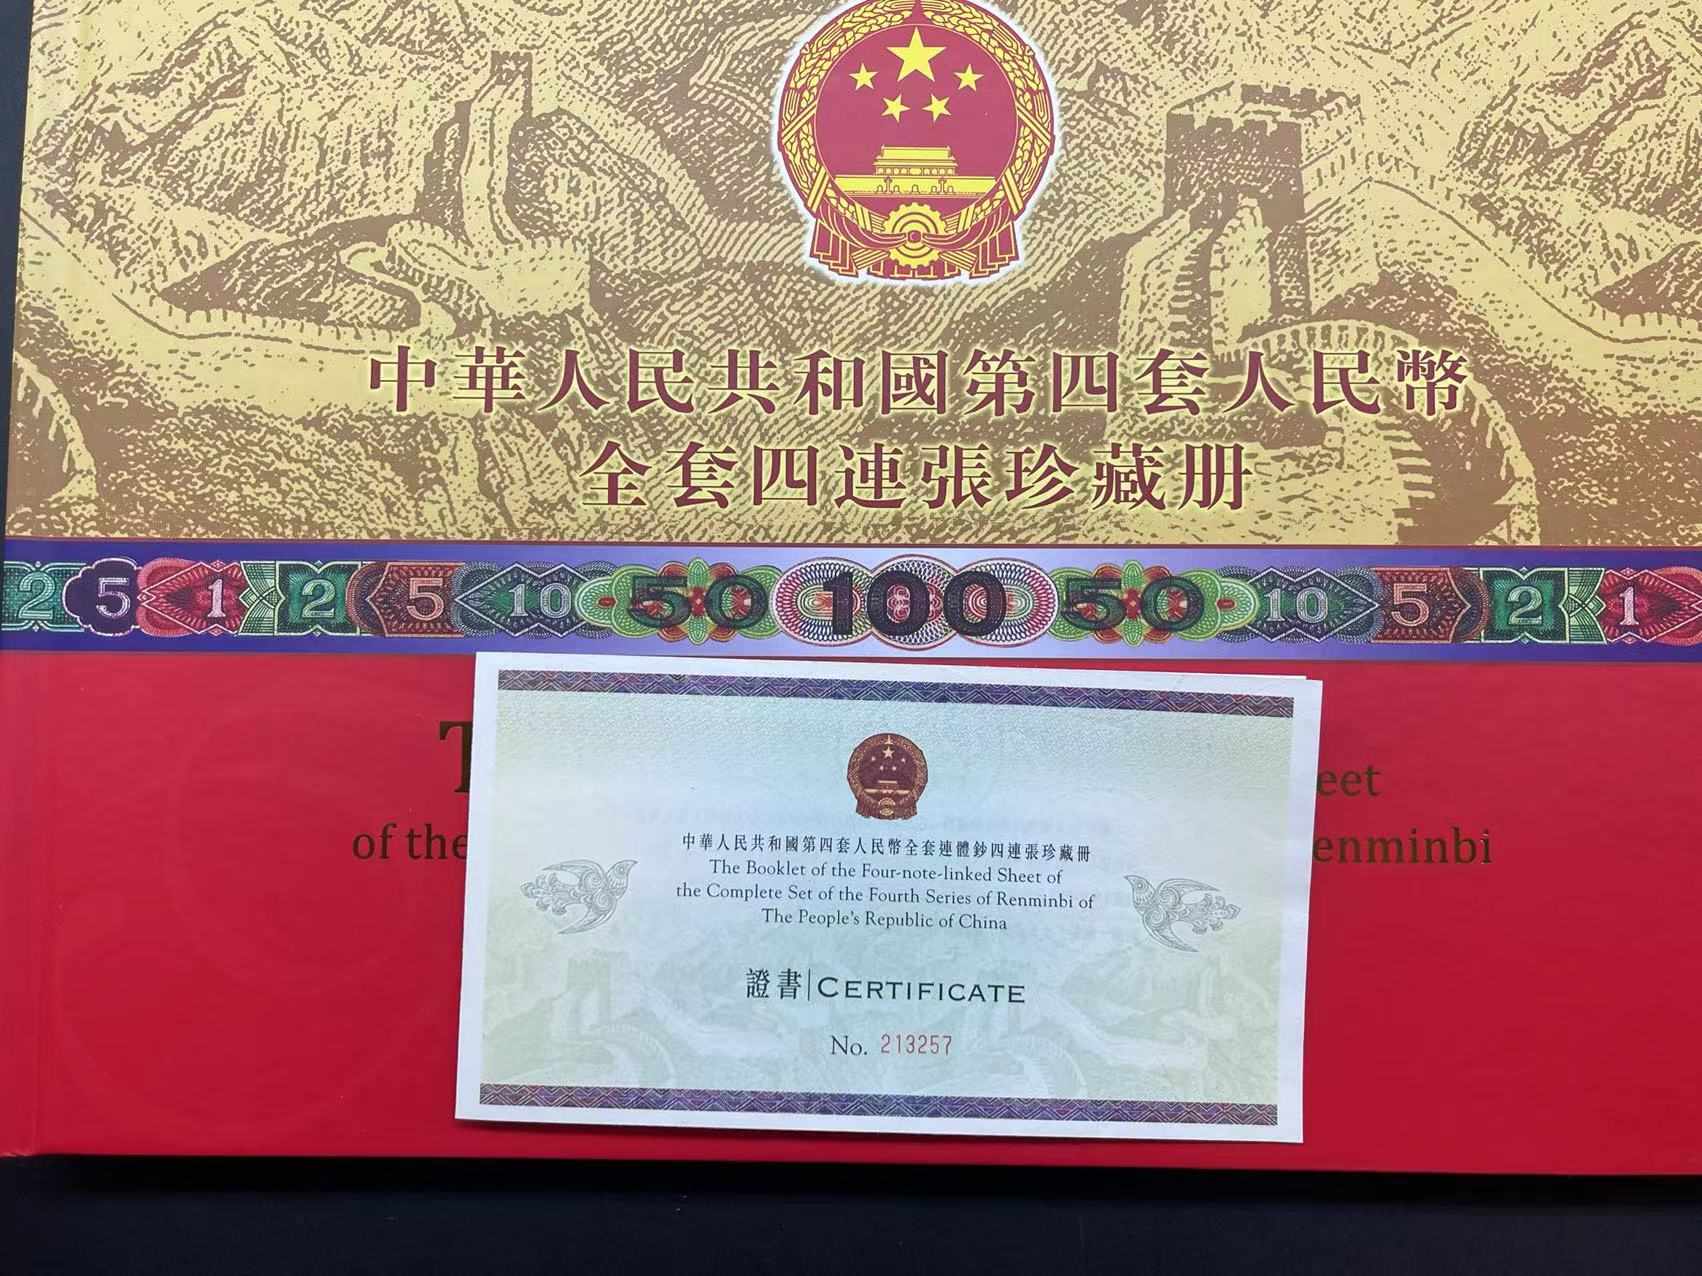 中華人民共和國第四套人民幣
全套四連張珍藏册
2 5 1 2 5 10 50 100 50 10 5 2 1
eet
of the enminbi
中華人民共和國第四套人民幣全套連體鈔四連張珍藏冊
The Booklet of the Four-note-linked Sheet of
the Complete Set of the Fourth Series of Renminbi of
The People's Republic of China
證書|CERTIFICATE
No. 213257